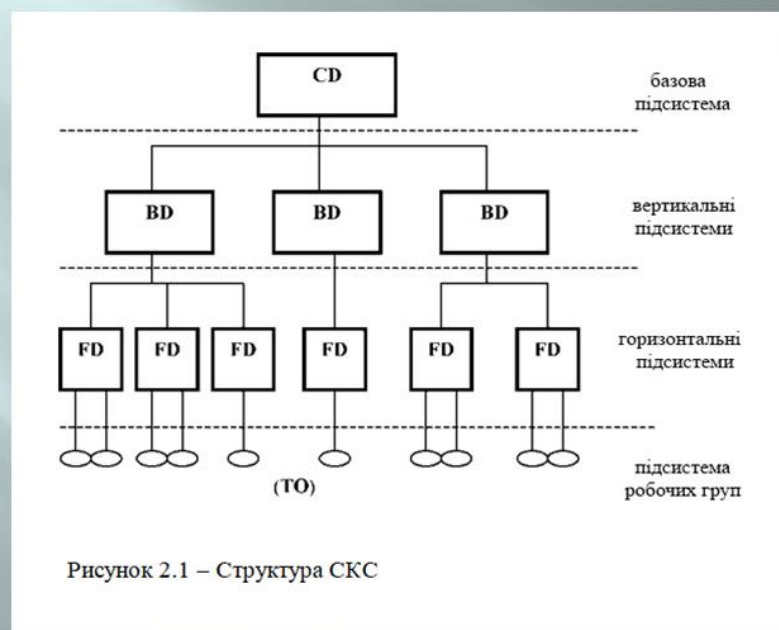 CD
базова
підсистема
BD BD BD
вертикальні
підсистеми
FD FD FD FD FD FD
горизонтальні
підсистеми
(TO)
підсистема
робочих груп
Рисунок 2.1 – Структура СКС